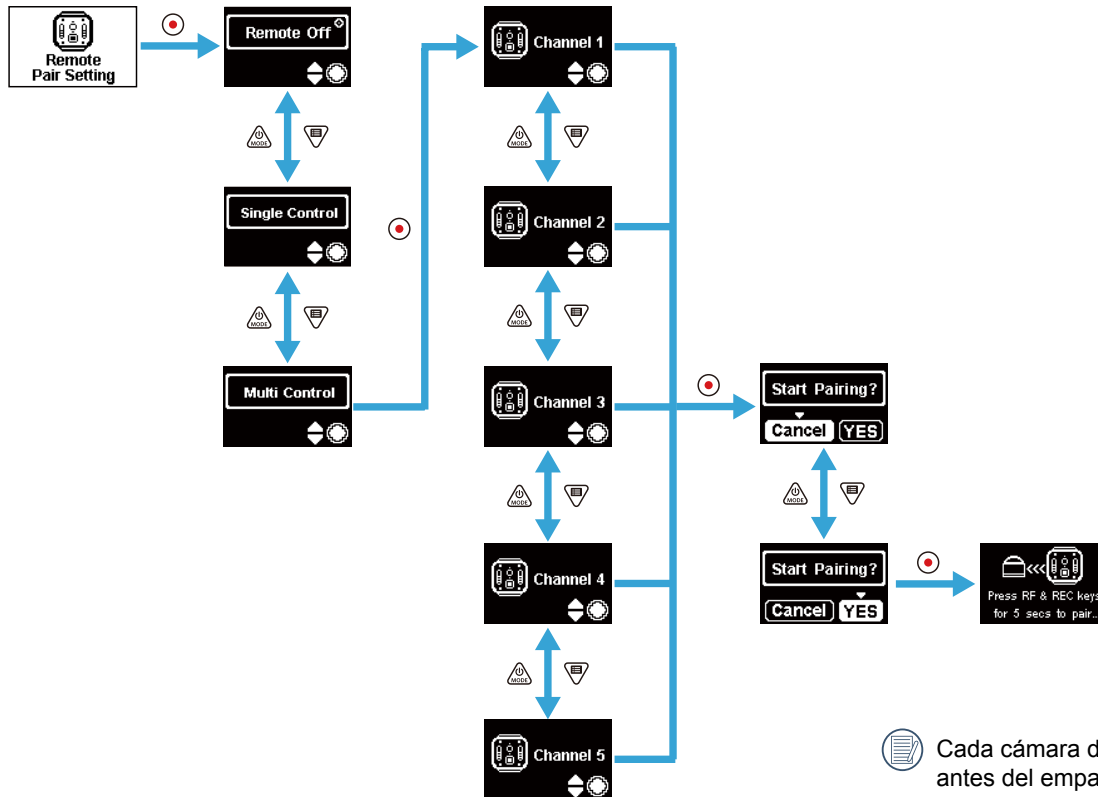 Remote
Pair Setting
Remote Off
MODE
Single Control
MODE
Multi Control
Channel 1
MODE
Channel 2
MODE
Channel 3
MODE
Channel 4
MODE
Channel 5
Start Pairing?
Cancel YES
MODE
Start Pairing?
Cancel YES
Press RF & REC keys
for 5 secs to pair..
Cada cámara d
antes del empa